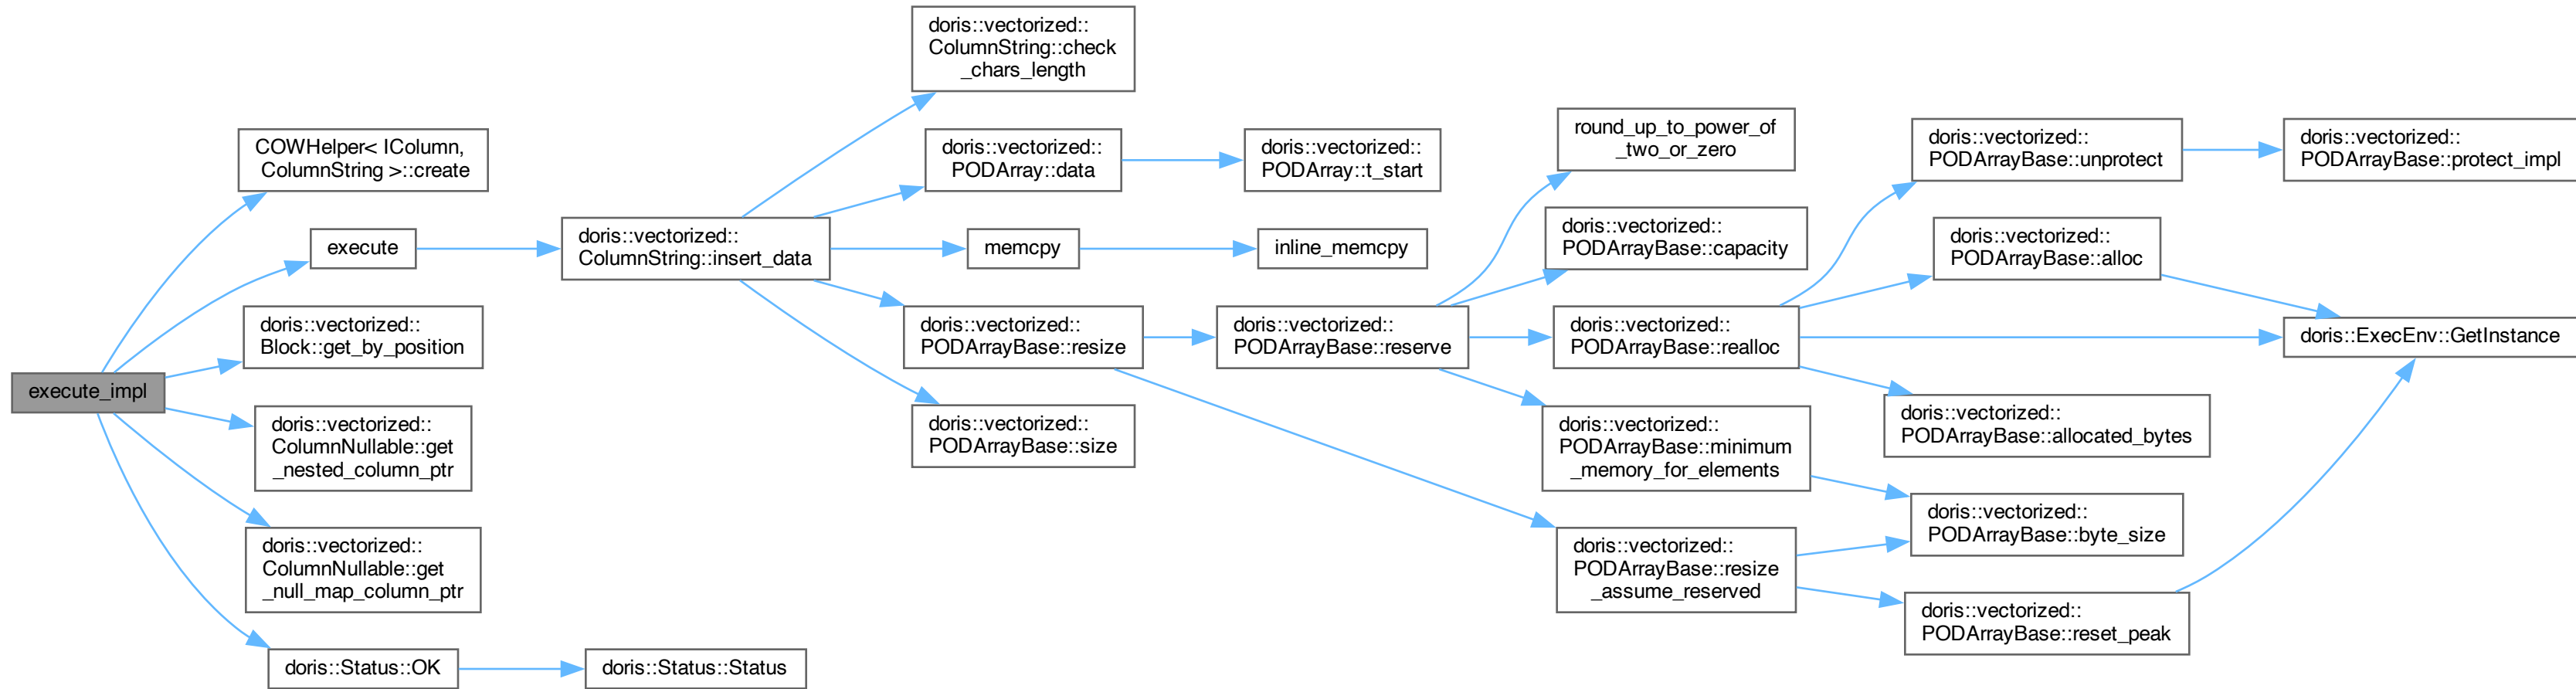 execute_impl
COWHelper< IColumn,
ColumnString >::create
execute
doris::vectorized::
Block::get_by_position
doris::vectorized::
ColumnNullable::get
_nested_column_ptr
doris::vectorized::
ColumnNullable::get
_null_map_column_ptr
doris::Status::OK
doris::Status::Status
doris::vectorized::
ColumnString::insert_data
doris::vectorized::
ColumnString::check
_chars_length
doris::vectorized::
PODArray::data
doris::vectorized::
PODArray::t_start
memcpy
inline_memcpy
doris::vectorized::
PODArrayBase::resize
doris::vectorized::
PODArrayBase::size
doris::vectorized::
PODArrayBase::reserve
round_up_to_power_of
_two_or_zero
doris::vectorized::
PODArrayBase::capacity
doris::vectorized::
PODArrayBase::realloc
doris::vectorized::
PODArrayBase::minimum
_memory_for_elements
doris::vectorized::
PODArrayBase::resize
_assume_reserved
doris::vectorized::
PODArrayBase::unprotect
doris::vectorized::
PODArrayBase::protect_impl
doris::vectorized::
PODArrayBase::alloc
doris::ExecEnv::GetInstance
doris::vectorized::
PODArrayBase::allocated_bytes
doris::vectorized::
PODArrayBase::byte_size
doris::vectorized::
PODArrayBase::reset_peak